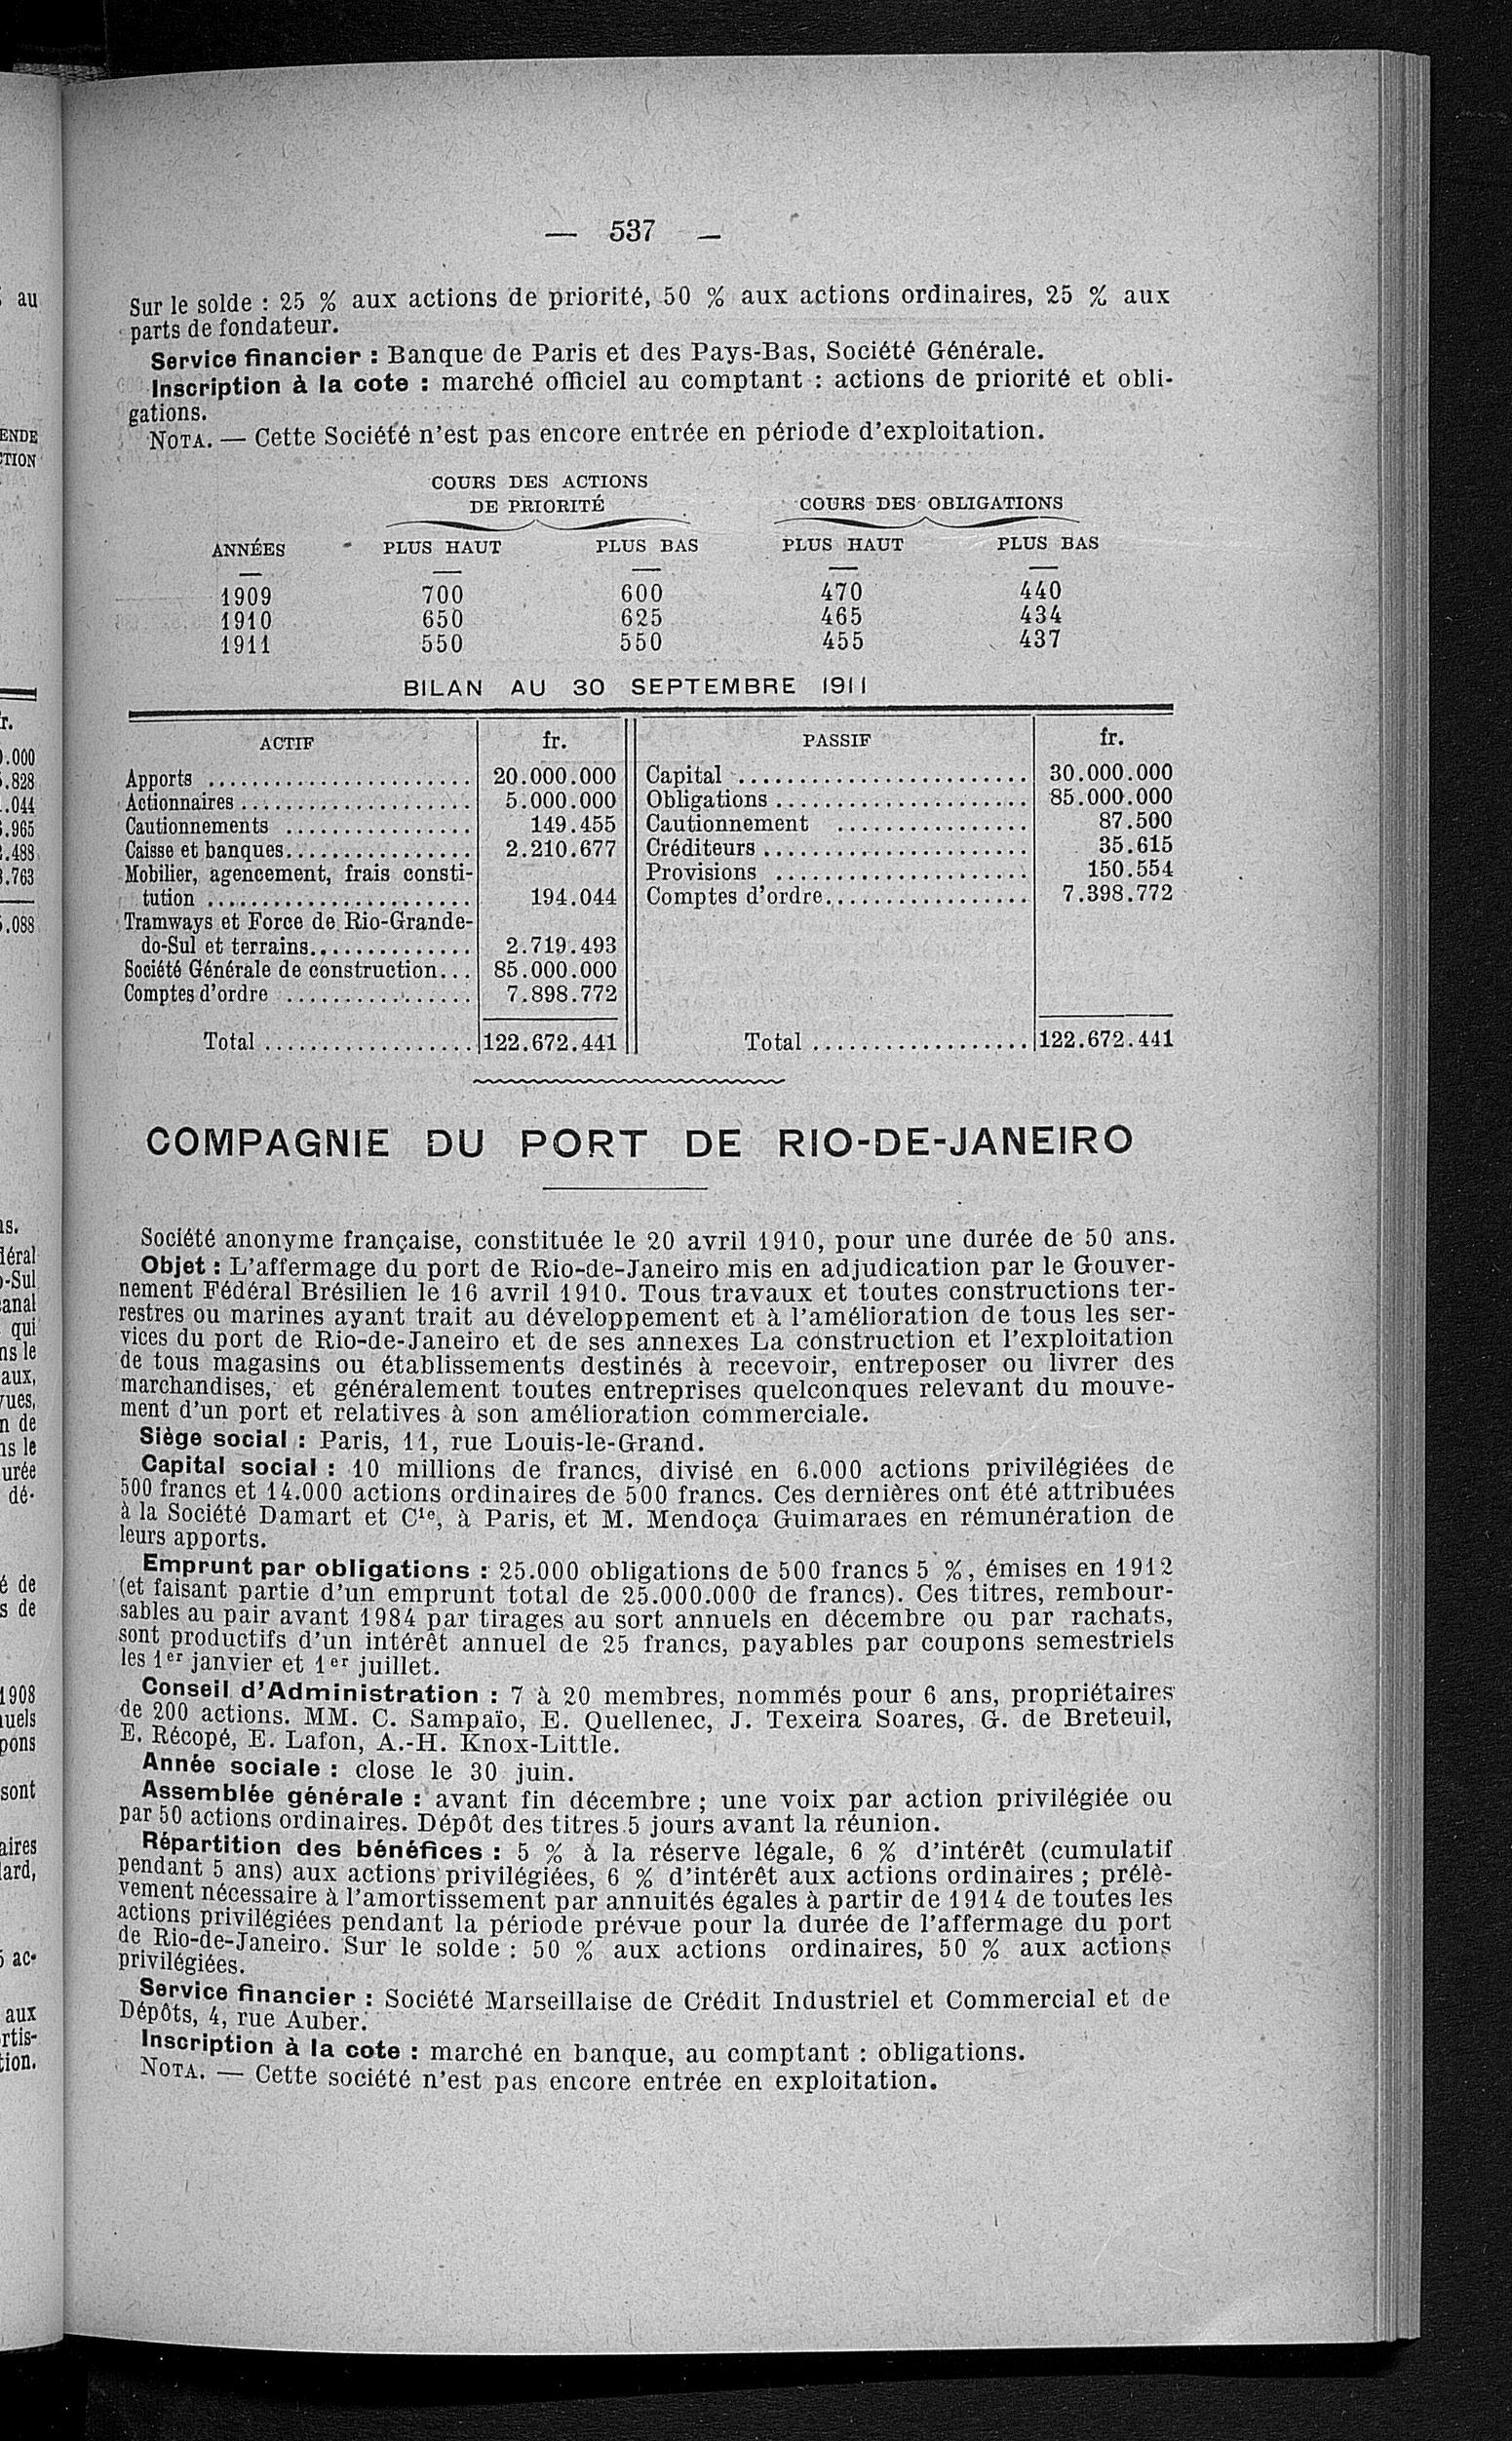 — 537 —
Sur le solde : 25 % aux actions de priorité, 50 % aux actions ordinaires, 25 % aux
parts de fondateur.
Service financier : Banque de Paris et des Pays-Bas, Société Générale.
Inscription à la cote : marché officiel au comptant : actions de priorité et obli-
gations.
NOTA. — Cette Société n'est pas encore entrée en période d'exploitation.
COURS DES ACTIONS
DE PRIORITÉ COURS DES OBLIGATIONS
ANNÉES PLUS HAUT PLUS BAS PLUS HAUT PLUS BAS
1909 700 600 470 440
1910 650 625 465 434
1911 550 550 455 437
BILAN AU 30 SEPTEMBRE 1911
ACTIF fr. PASSIF fr.
Apports ...................... 20.000.000 Capital ........................ 30.000.000
Actionnaires ................... 5.000.000 Obligations ..................... 85.000.000
Cautionnements ................ 149.455 Cautionnement ................ 87.500
Caisse et banques................ 2.210.677 Créditeurs ...................... 35.615
Mobilier, agencement, frais consti- Provisions ..................... 150.554
tution ....................... 194.044 Comptes d'ordre................. 7.398.772
Tramways et Force de Rio-Grande-
do-Sul et terrains.............. 2.719.493
Société Générale de construction... 85.000.000
Comptes d'ordre ................ 7.898.772
Total .................. 122.672.441 Total .................. 122.672.441
COMPAGNIE DU PORT DE RIO-DE-JANEIRO
Société anonyme française, constituée le 20 avril 1910, pour une durée de 50 ans.
Objet : L'affermage du port de Rio-de-Janeiro mis en adjudication par le Gouver-
nement Fédéral Brésilien le 16 avril 1910. Tous travaux et toutes constructions ter-
restres ou marines ayant trait au développement et à l'amélioration de tous les ser-
vices du port de Rio-de-Janeiro et de ses annexes La construction et l'exploitation
de tous magasins ou établissements destinés à recevoir, entreposer ou livrer des
marchandises, et généralement toutes entreprises quelconques relevant du mouve-
ment d'un port et relatives à son amélioration commerciale.
Siège social : Paris, 11, rue Louis-le-Grand.
Capital social : 10 millions de francs, divisé en 6.000 actions privilégiées de
500 francs et 14.000 actions ordinaires de 500 francs. Ces dernières ont été attribuées
à la Société Damart et Cie, à Paris, et M. Mendoça Guimaraes en rémunération de
leurs apports.
Emprunt par obligations : 25.000 obligations de 500 francs 5 %, émises en 1912
(et faisant partie d'un emprunt total de 25.000.000 de francs). Ces titres, rembour-
sables au pair avant 1984 par tirages au sort annuels en décembre ou par rachats,
sont productifs d'un intérêt annuel de 25 francs, payables par coupons semestriels
les 1er janvier et 1er juillet.
Conseil d'Administration : 7 à 20 membres, nommés pour 6 ans, propriétaires
de 200 actions. MM. C. Sampaïo, E. Quellenec, J. Texeira Soares, G. de Breteuil,
E. Récopé, E. Lafon, A.-H. Knox-Little.
Année sociale : close le 30 juin.
Assemblée générale : avant fin décembre ; une voix par action privilégiée ou
par 50 actions ordinaires. Dépôt des titres 5 jours avant la réunion.
Répartition des bénéfices : 5 % à la réserve légale, 6 % d'intérêt (cumulatif
pendant 5 ans) aux actions privilégiées, 6 % d'intérêt aux actions ordinaires ; prélè-
vement nécessaire à l'amortissement par annuités égales à partir de 1914 de toutes les
actions privilégiées pendant la période prévue pour la durée de l'affermage du port
de Rio-de-Janeiro. Sur le solde : 50 % aux actions ordinaires, 50 % aux actions
privilégiées.
Service financier : Société Marseillaise de Crédit Industriel et Commercial et de
Dépôts, 4, rue Auber.
Inscription à la cote : marché en banque, au comptant : obligations.
NOTA. — Cette société n'est pas encore entrée en exploitation.